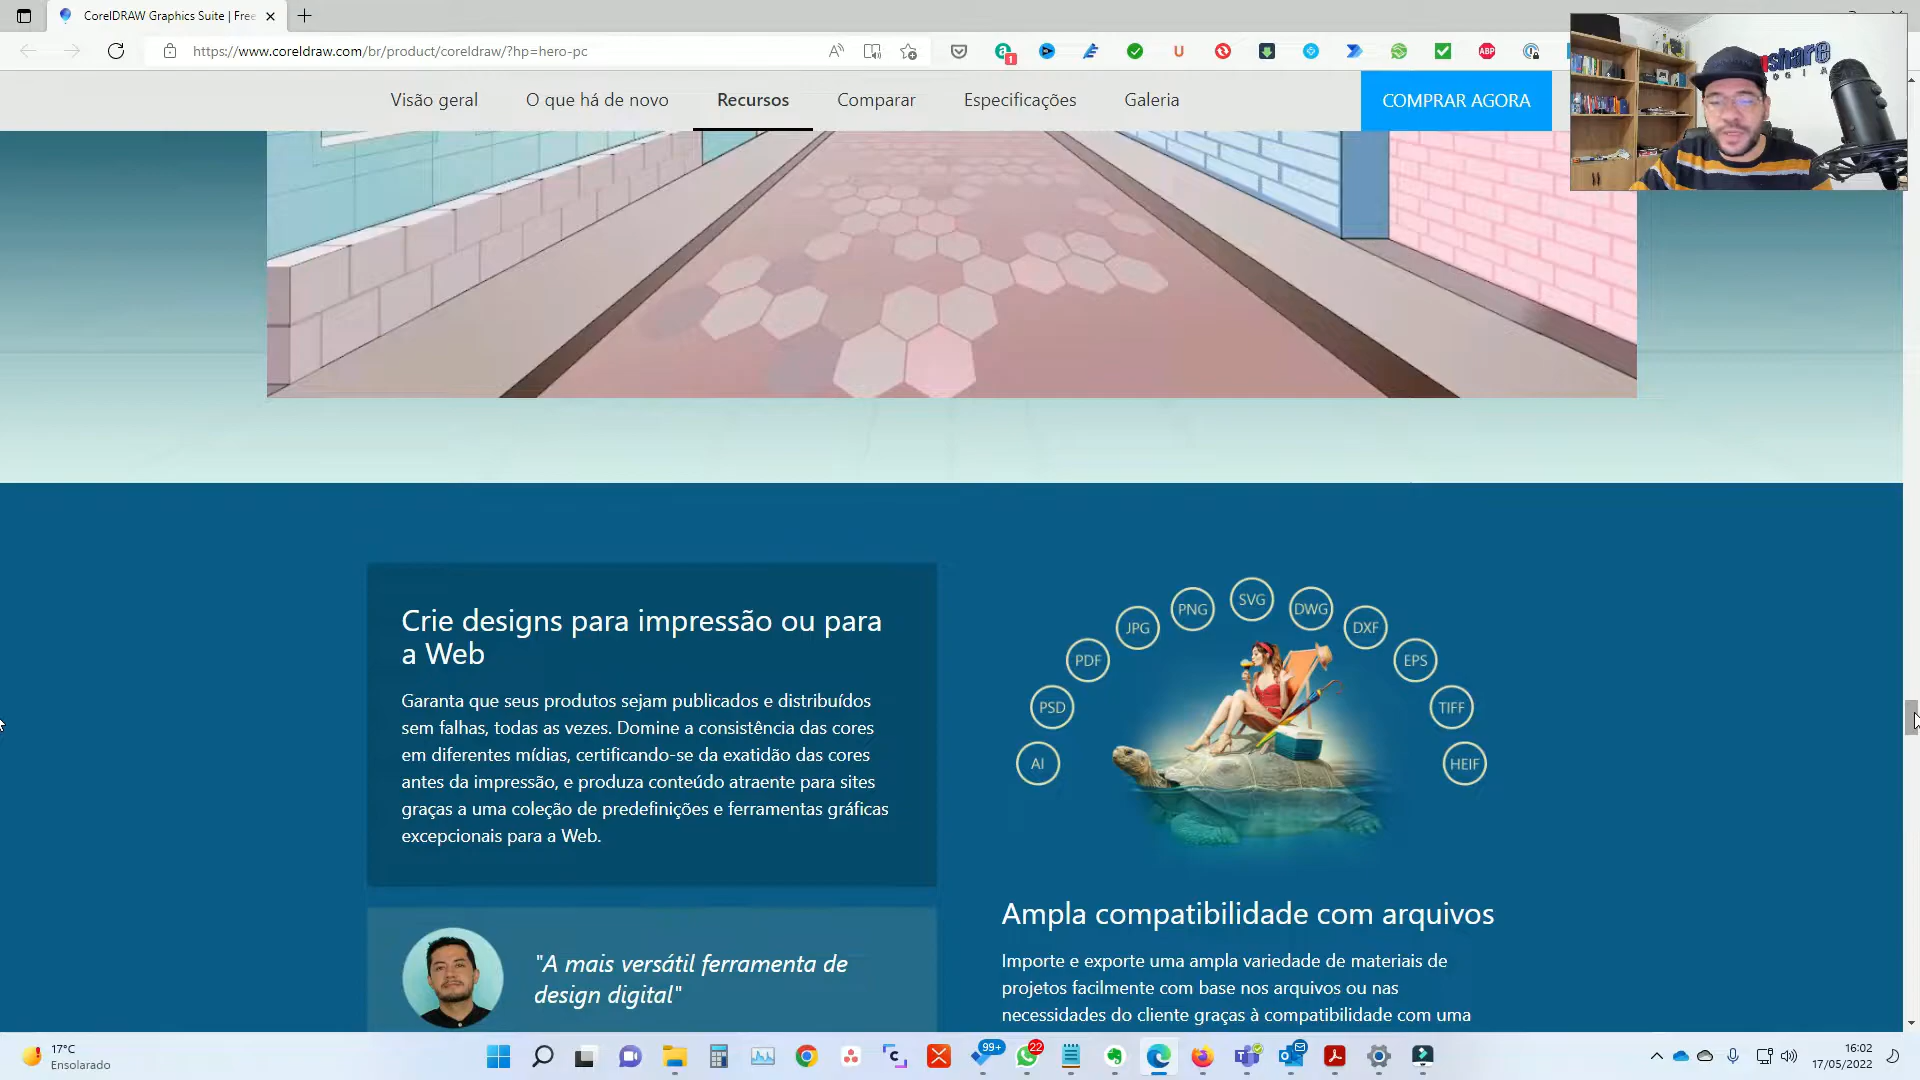 CorelDRAW Graphics Suite | Free
https://www.coreldraw.com/br/product/coreldraw/?hp=hero-pc
Visão geral
O que há de novo
Recursos
Comparar
Especificações
Galeria
COMPRAR AGORA
share
Crie designs para impressão ou para
a Web
Garanta que seus produtos sejam publicados e distribuídos
sem falhas, todas as vezes. Domine a consistência das cores
em diferentes mídias, certificando-se da exatidão das cores
antes da impressão, e produza conteúdo atraente para sites
graças a uma coleção de predefinições e ferramentas gráficas
excepcionais para a Web.
"A mais versátil ferramenta de
design digital"
AI
PSD
PDF
JPG
PNG
SVG
DWG
DXF
EPS
TIFF
HEIF
Ampla compatibilidade com arquivos
Importe e exporte uma ampla variedade de materiais de
projetos facilmente com base nos arquivos ou nas
necessidades do cliente graças à compatibilidade com uma
17°C
Ensolarado
99+
22
16:02
17/05/2022